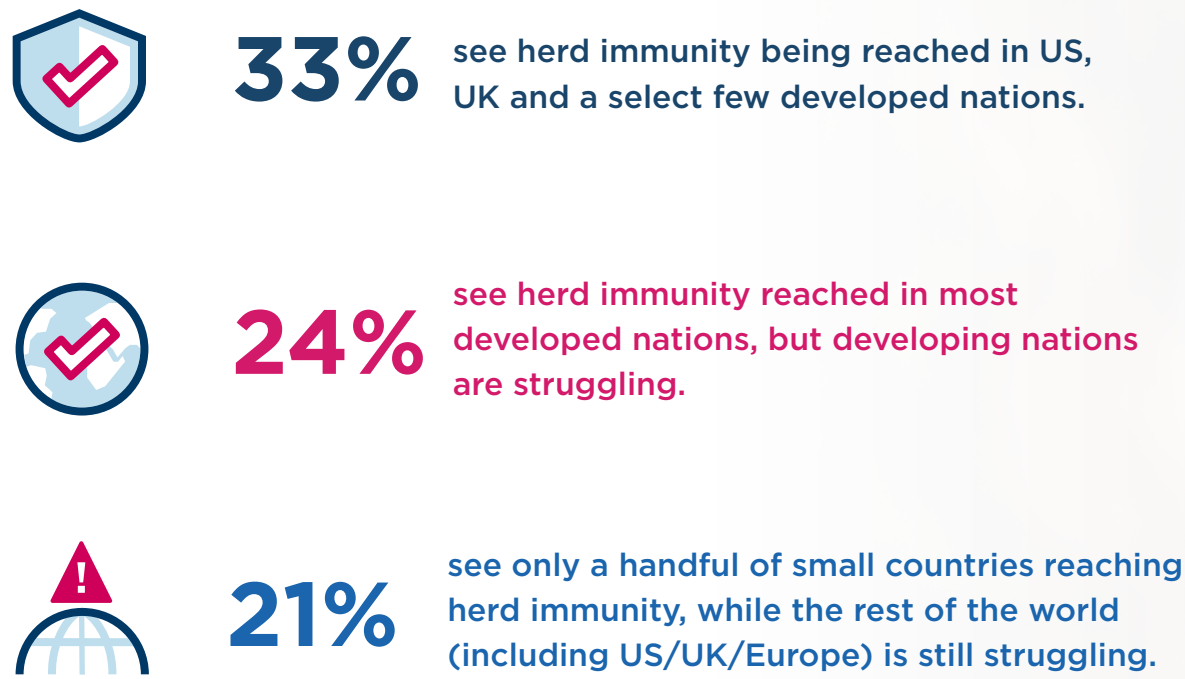 33%
see herd immunity being reached in US,
UK and a select few developed nations.
24%
see herd immunity reached in most
developed nations, but developing nations
are struggling.
!
21%
see only a handful of small countries reaching
herd immunity, while the rest of the world
(including US/UK/Europe) is still struggling.